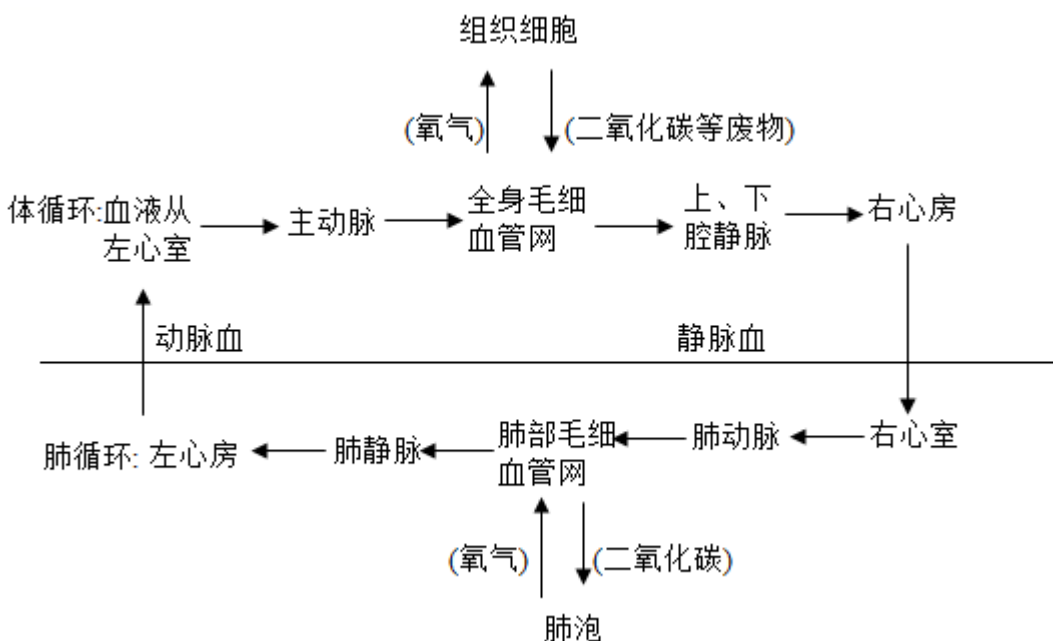 组织细胞
(氧气)
(二氧化碳等废物)
体循环:血液从
左心室
主动脉
全身毛细
血管网
上、下
腔静脉
右心房
动脉血
静脉血
肺循环: 左心房
肺静脉
肺部毛细
血管网
肺动脉
右心室
(氧气)
(二氧化碳)
肺泡